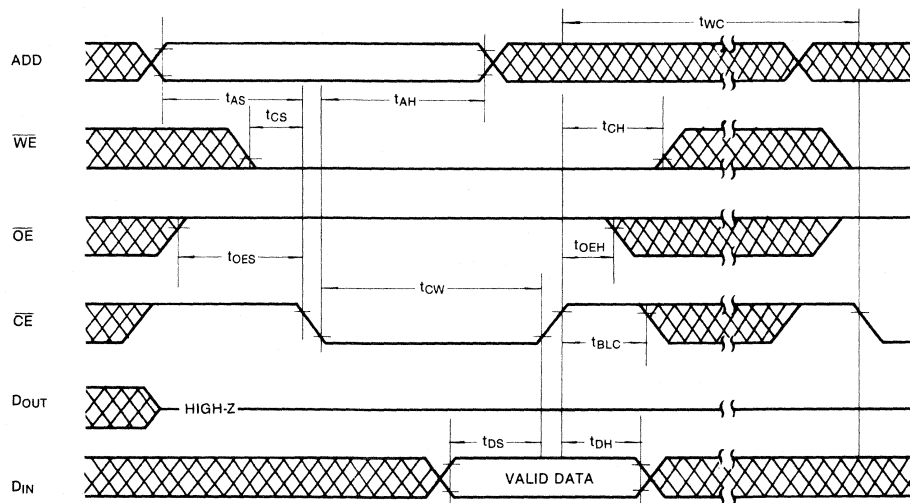 tWC
ADD
tAS
tAH
tCS
tCH
WE
OE
tOES
tOEH
tCW
CE
tBLC
DOUT
HIGH-Z
tDS
tDH
DIN
VALID DATA